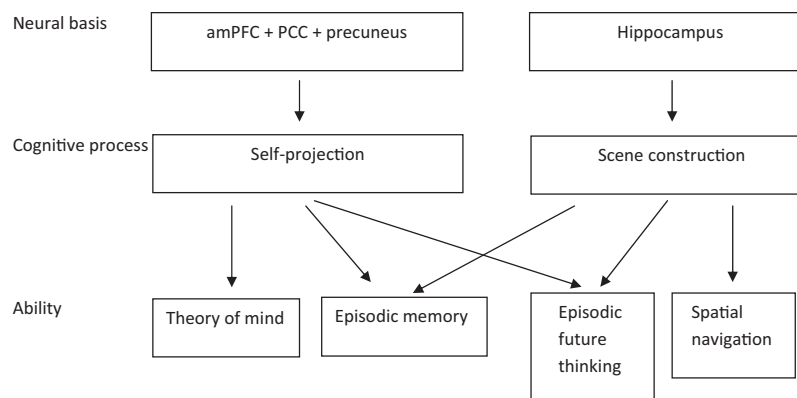 Neural basis
amPFC + PCC + precuneus
Hippocampus
Cognitive process
Self-projection
Scene construction
Ability
Theory of mind
Episodic memory
Episodic
future
thinking
Spatial
navigation